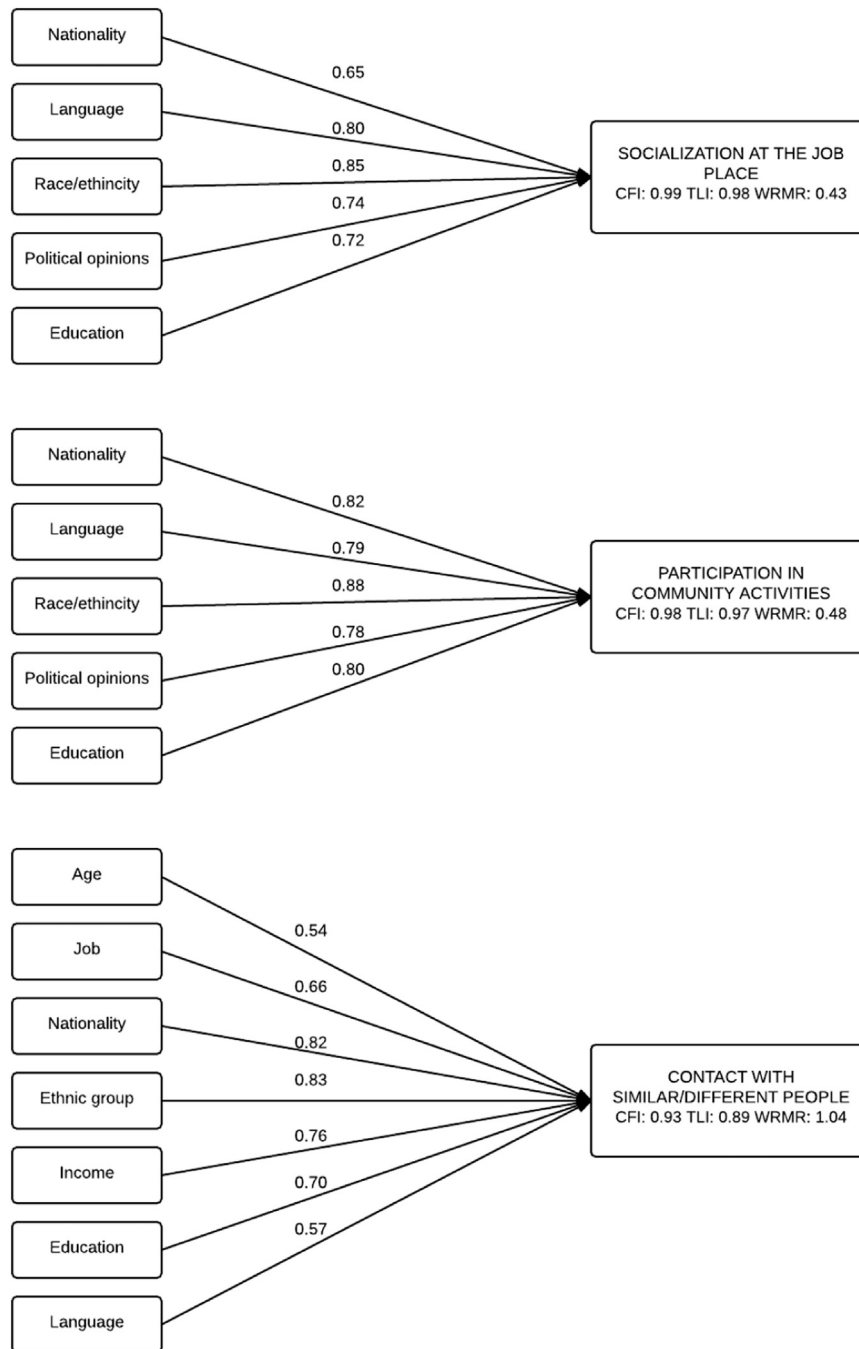 Nationality
0.65
Language
0.80
Race/ethincity
0.85
Political opinions
0.74
Education
0.72
SOCIALIZATION AT THE JOB
PLACE
CFI: 0.99 TLI: 0.98 WRMR: 0.43
Nationality
0.82
Language
0.79
Race/ethincity
0.88
Political opinions
0.78
Education
0.80
PARTICIPATION IN
COMMUNITY ACTIVITIES
CFI: 0.98 TLI: 0.97 WRMR: 0.48
Age
0.54
Job
0.66
Nationality
0.82
Ethnic group
0.83
Income
0.76
Education
0.70
Language
0.57
CONTACT WITH
SIMILAR/DIFFERENT PEOPLE
CFI: 0.93 TLI: 0.89 WRMR: 1.04